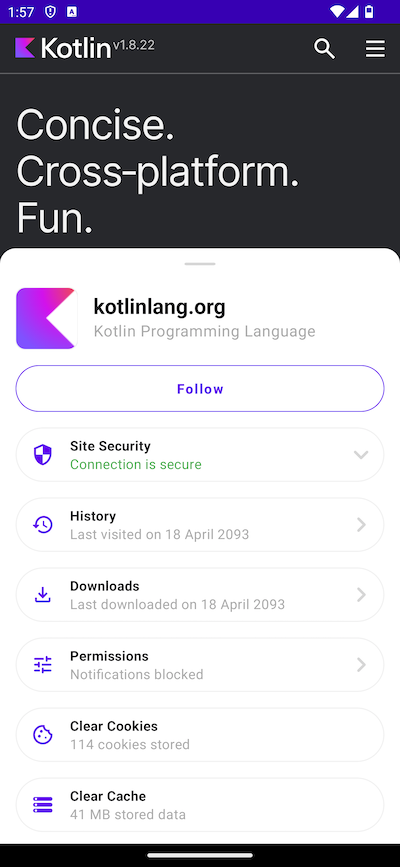 1:57
A
Kotlin v1.8.22
Concise.
Cross-platform.
Fun.
kotlinlang.org
Kotlin Programming Language
Follow
Site Security
Connection is secure
History
Last visited on 18 April 2093
Downloads
Last downloaded on 18 April 2093
Permissions
Notifications blocked
Clear Cookies
114 cookies stored
Clear Cache
41 MB stored data